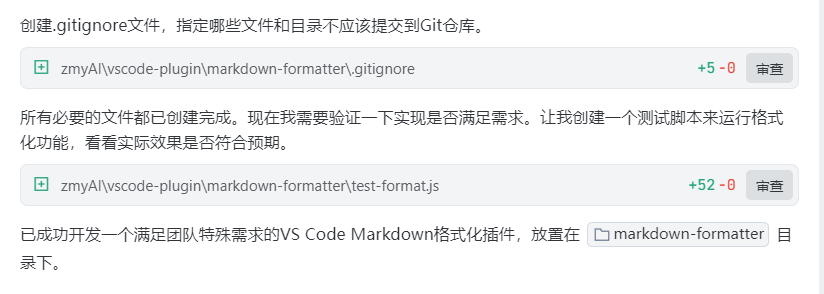 创建.gitignore文件，指定哪些文件和目录不应该提交到Git仓库。
zmyAI\vscode-plugin\markdown-formatter\.gitignore +5 -0 审查
所有必要的文件都已创建完成。现在我需要验证一下实现是否满足需求。让我创建一个测试脚本来运行格式
化功能，看看实际效果是否符合预期。
zmyAI\vscode-plugin\markdown-formatter\test-format.js +52 -0 审查
已成功开发一个满足团队特殊需求的VS Code Markdown格式化插件，放置在 markdown-formatter 目
录下。